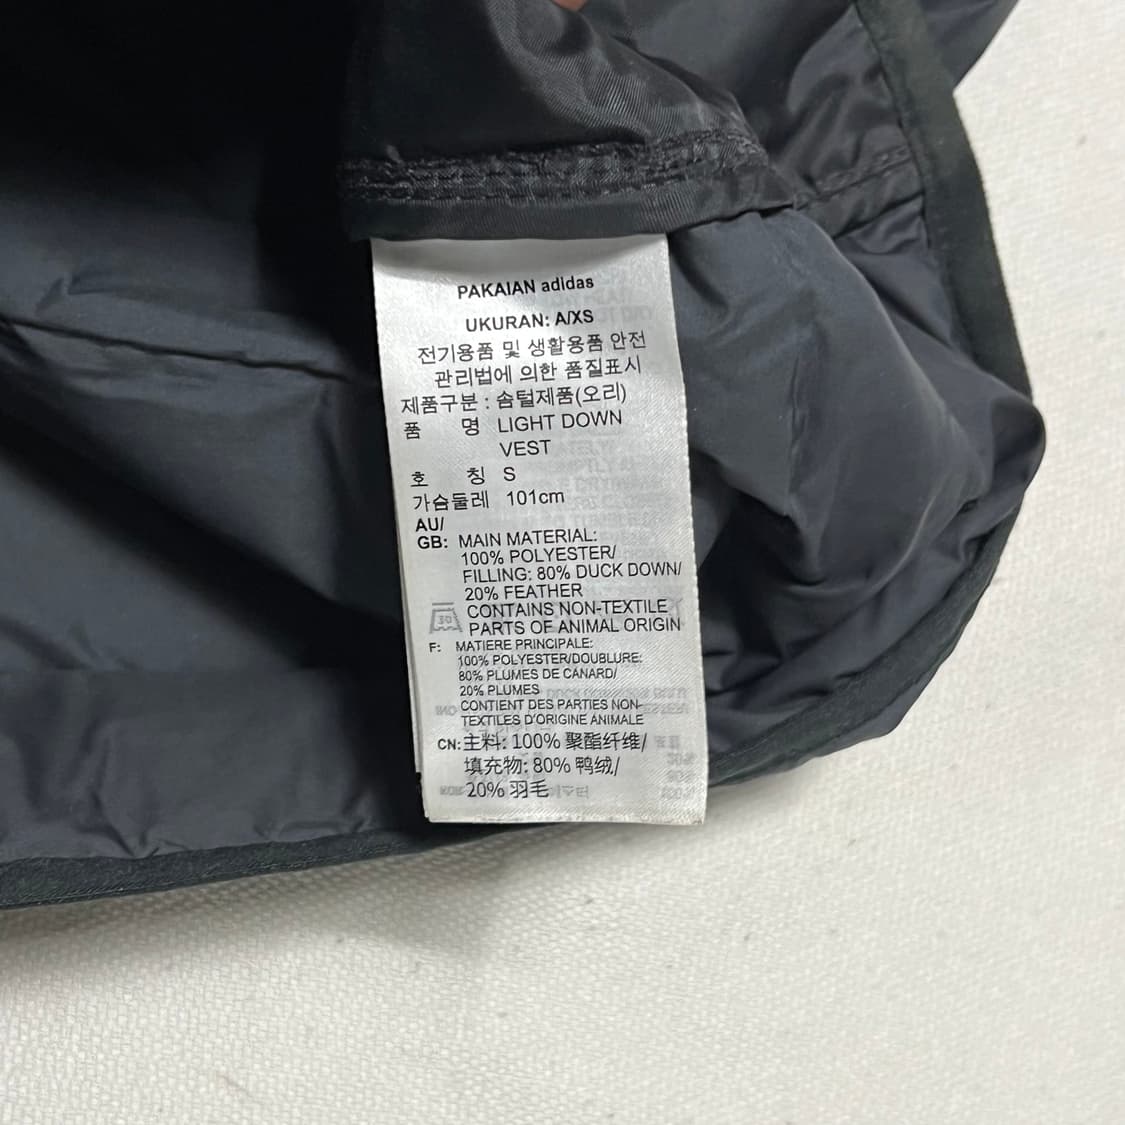 PAKAIAN adidas
UKURAN: A/XS
전기용품 및 생활용품 안전
관리법에 의한 품질표시
제품구분 : 솜털제품(오리)
품 명 LIGHT DOWN
VEST
호 칭 S
가슴둘레 101cm
AU/
GB: MAIN MATERIAL:
100% POLYESTER/
FILLING: 80% DUCK DOWN/
20% FEATHER
CONTAINS NON-TEXTILE
PARTS OF ANIMAL ORIGIN
F: MATIERE PRINCIPALE:
100% POLYESTER/DOUBLURE:
80% PLUMES DE CANARD/
20% PLUMES
CONTIENT DES PARTIES NON-
TEXTILES D'ORIGINE ANIMALE
CN: 主料: 100% 聚酯纤维/
填充物: 80% 鸭绒/
20% 羽毛